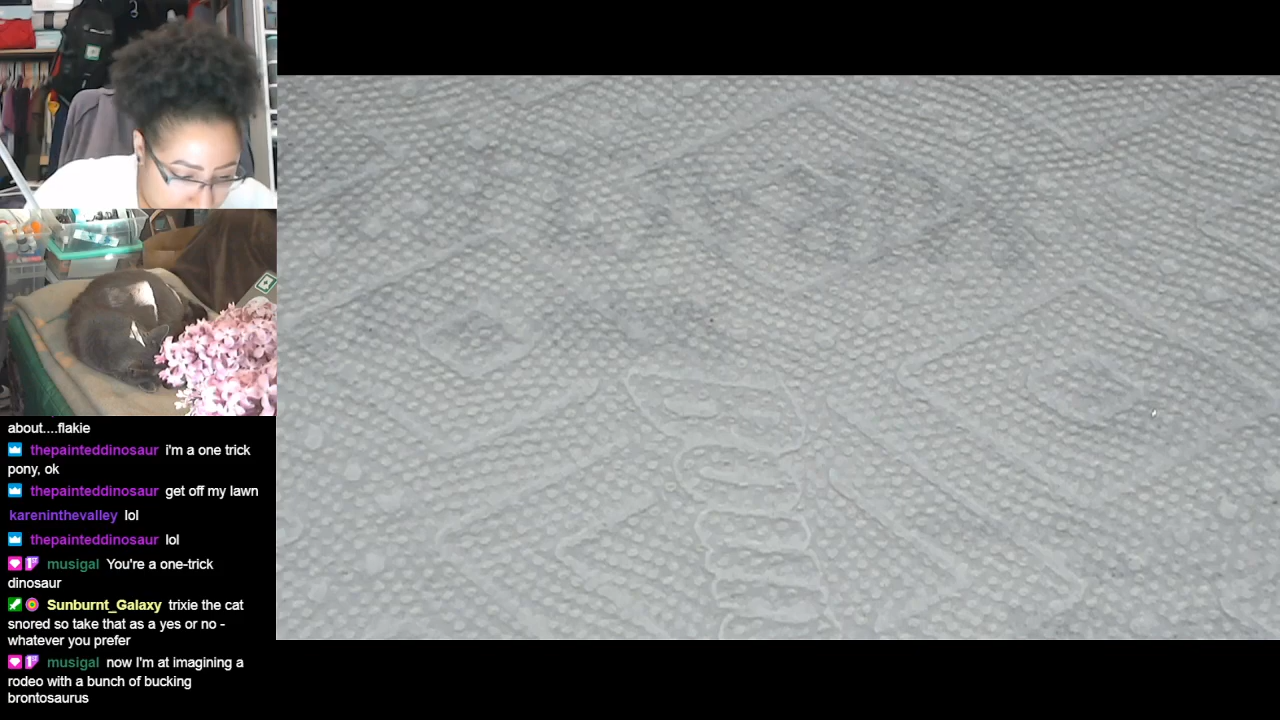 about....flakie
thepainteddinosaur i'm a one trick
pony, ok
thepainteddinosaur get off my lawn
kareninthevalley lol
thepainteddinosaur lol
musigal You're a one-trick
dinosaur
Sunburnt_Galaxy trixie the cat
snored so take that as a yes or no -
whatever you prefer
musigal now I'm at imagining a
rodeo with a bunch of bucking
brontosaurus